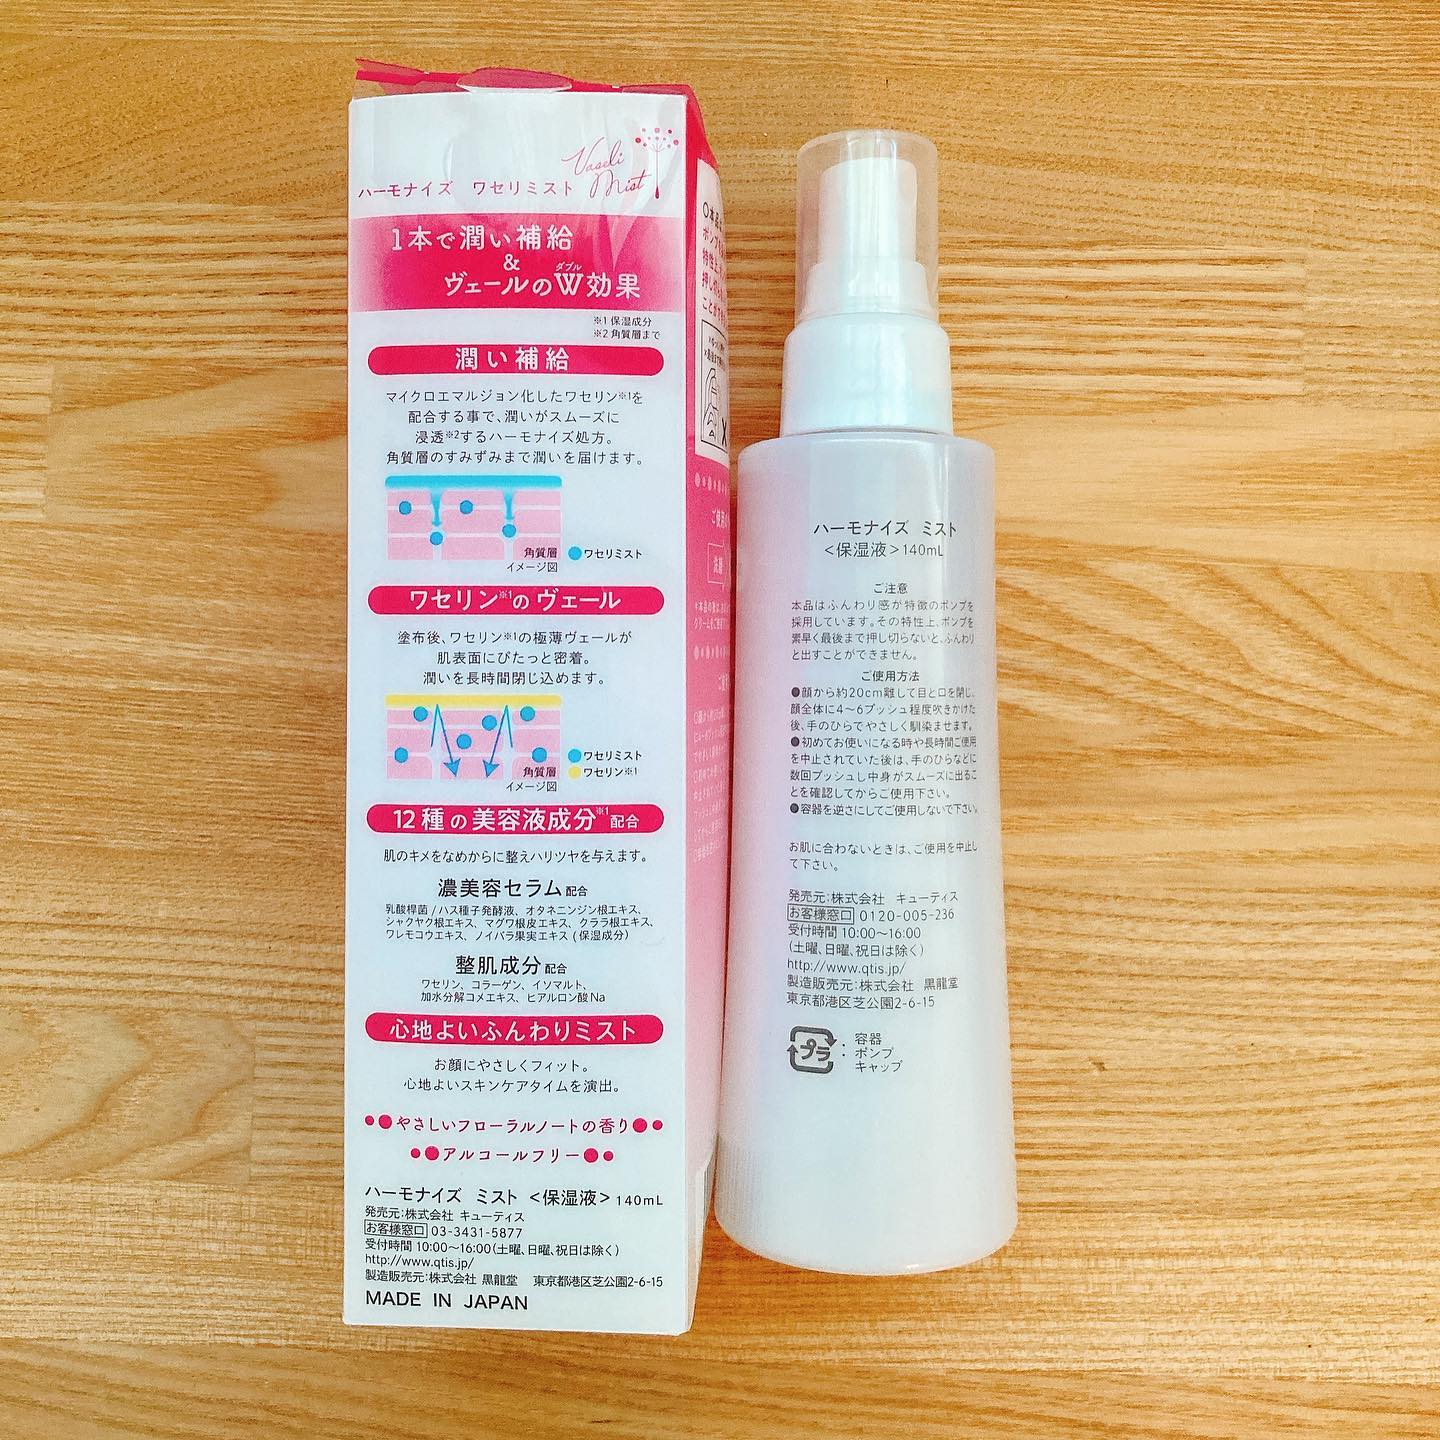 Vaseli
Mist
ハーモナイズ ワセリミスト
1本で潤い補給
&
ダブル
ヴェールのW効果
※1 保湿成分
※2 角質層まで
潤い補給
マイクロエマルジョン化したワセリン※1を
配合する事で、潤いがスムーズに
浸透※2するハーモナイズ処方。
角質層のすみずみまで潤いを届けます。
角質層
ワセリミスト
イメージ図
ワセリン※1の ヴェール
塗布後、ワセリン※1の極薄ヴェールが
肌表面にぴたっと密着。
潤いを長時間閉じ込めます。
ワセリミスト
角質層
ワセリン※1
イメージ図
12種の美容液成分※1配合
肌のキメをなめからに整えハリツヤを与えます。
濃美容セラム配合
乳酸桿菌/ハス種子発酵液、オタネニンジン根エキス、
シャクヤク根エキス、マグワ根皮エキス、クララ根エキス、
ワレモコウエキス、ノイバラ果実エキス(保湿成分)
整肌成分配合
ワセリン、コラーゲン、イソマルト、
加水分解コメエキス、ヒアルロン酸Na
心地よいふんわりミスト
お顔にやさしくフィット。
心地よいスキンケアタイムを演出。
やさしいフローラルノートの香り
アルコールフリー
ハーモナイズ ミスト <保湿液> 140mL
発売元:株式会社 キューティス
お客様窓口 03-3431-5877
受付時間 10:00〜16:00(土曜、日曜、祝日は除く)
http://www.qtis.jp/
製造販売元:株式会社 黒龍堂 東京都港区芝公園2-6-15
MADE IN JAPAN
ハーモナイズ ミスト
<保湿液>140mL
ご注意
本品はふんわり感が特徴のポンプを
採用しています。その特性上、ポンプを
素早く最後まで押し切らないと、ふんわり
と出すことができません。
ご使用方法
●顔から約20cm離して目と口を閉じ、
顔全体に4〜6プッシュ程度吹きかけた
後、手のひらでやさしく馴染ませます。
●初めてお使いになる時や長時間ご使用
を中止されていた後は、手のひらなどに
数回プッシュし中身がスムーズに出るこ
とを確認してからご使用下さい。
●容器を逆さにしてご使用しないで下さい。
お肌に合わないときは、ご使用を中止し
て下さい。
発売元:株式会社 キューティス
お客様窓口 0120-005-236
受付時間 10:00〜16:00
(土曜、日曜、祝日は除く)
http://www.qtis.jp/
製造販売元:株式会社 黒龍堂
東京都港区芝公園2-6-15
プラ
:容器
:ポンプ
キャップ